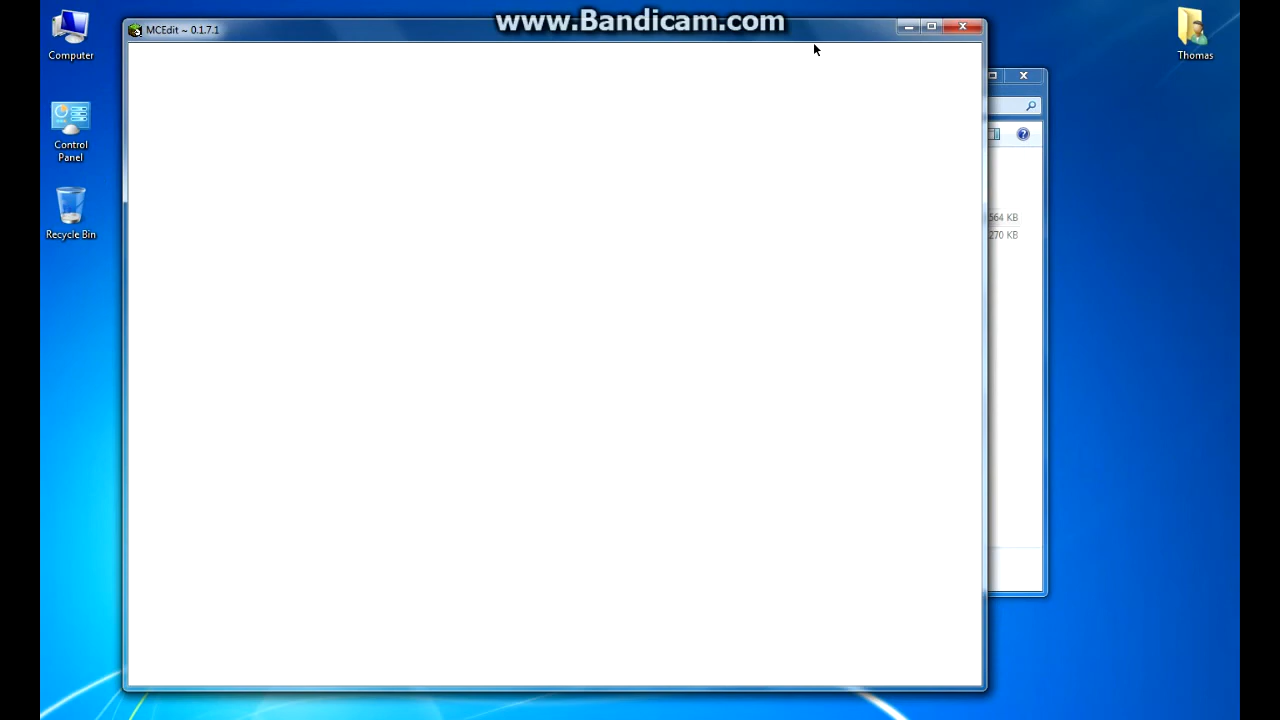 www.Bandicam.com
MCEdit ~ 0.1.7.1
Computer
Thomas
Control
Panel
564 KB
270 KB
Recycle Bin